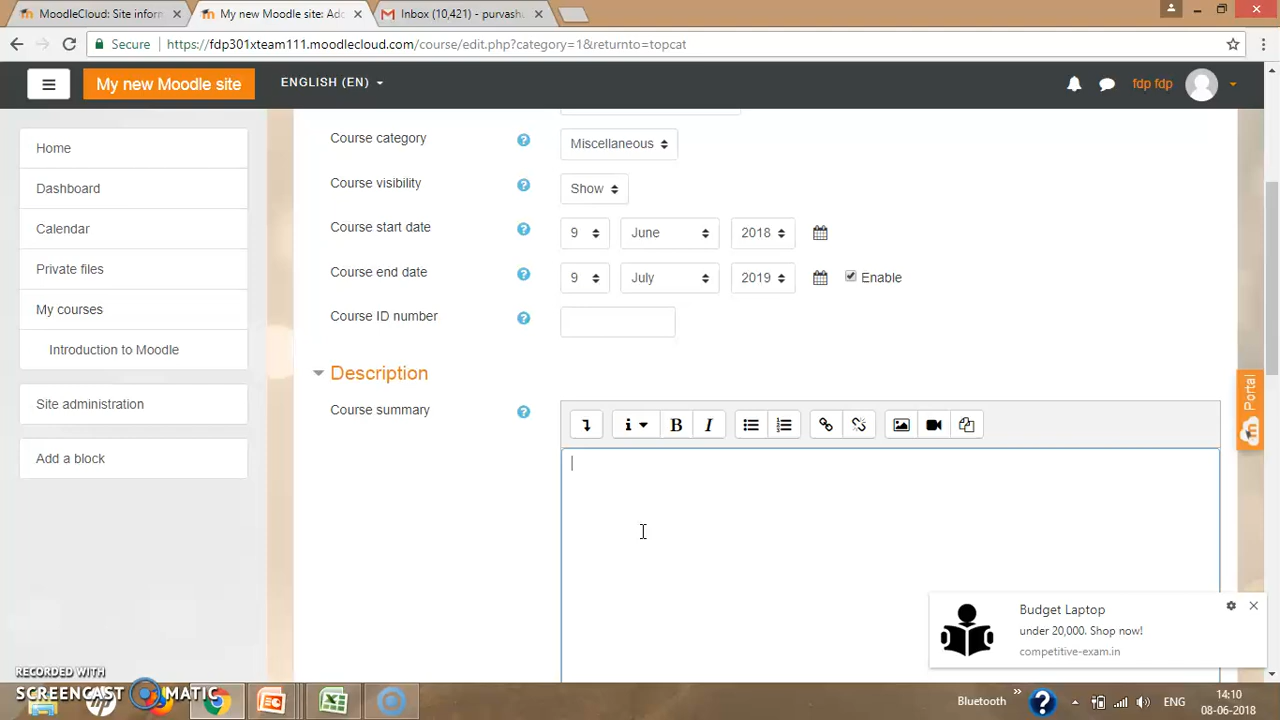 MoodleCloud: Site inforn
My new Moodle site: Adc
Inbox (10,421) - purvashu
Secure
https://fdp301xteam111.moodlecloud.com/course/edit.php?category=1&returnto=topcat
My new Moodle site
ENGLISH (EN)
fdp fdp
Home
Dashboard
Calendar
Private files
My courses
Introduction to Moodle
Site administration
Add a block
Course category
Miscellaneous
Course visibility
Show
Course start date
9 June 2018
Course end date
9 July 2019 Enable
Course ID number
Description
Course summary
i B I
Portal
Budget Laptop
under 20,000. Shop now!
competitive-exam.in
RECORDED WITH
SCREENCAST MATIC
Bluetooth
ENG
14:10
08-06-2018